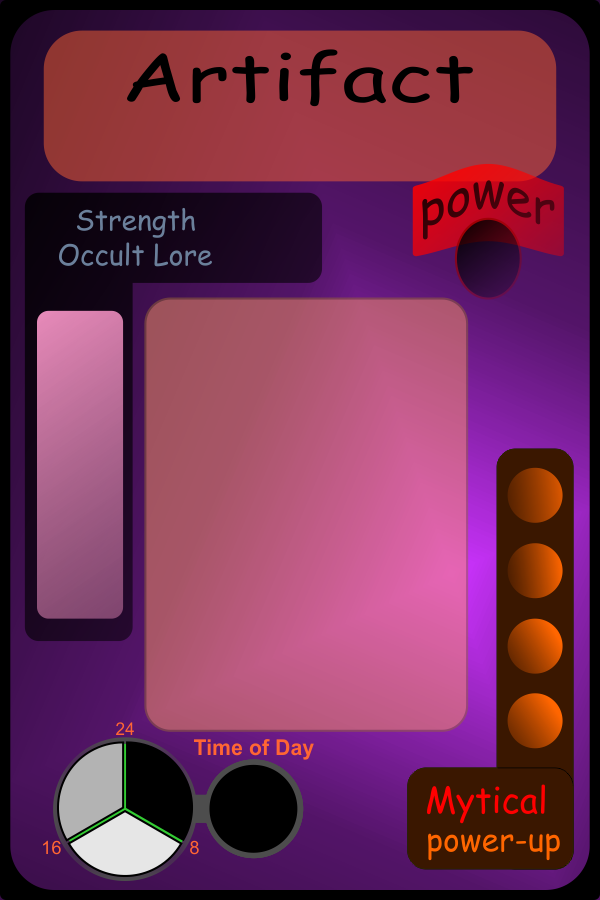 Artifact
power
Strength
Occult Lore
24
Time of Day
16
8
Mytical
power-up